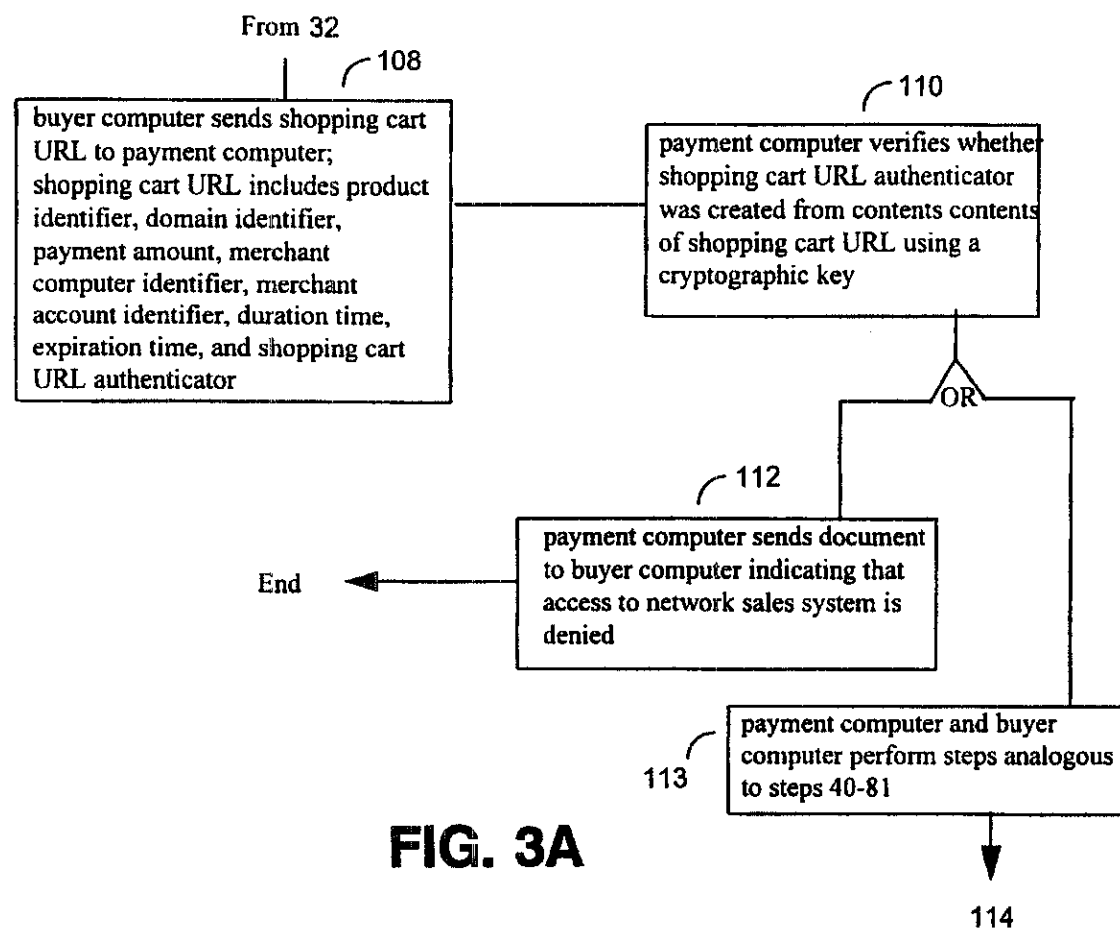 From 32
108
buyer computer sends shopping cart
URL to payment computer;
shopping cart URL includes product
identifier, domain identifier,
payment amount, merchant
computer identifier, merchant
account identifier, duration time,
expiration time, and shopping cart
URL authenticator
110
payment computer verifies whether
shopping cart URL authenticator
was created from contents contents
of shopping cart URL using a
cryptographic key
OR
112
payment computer sends document
to buyer computer indicating that
access to network sales system is
denied
End
113
payment computer and buyer
computer perform steps analogous
to steps 40-81
114
FIG. 3A